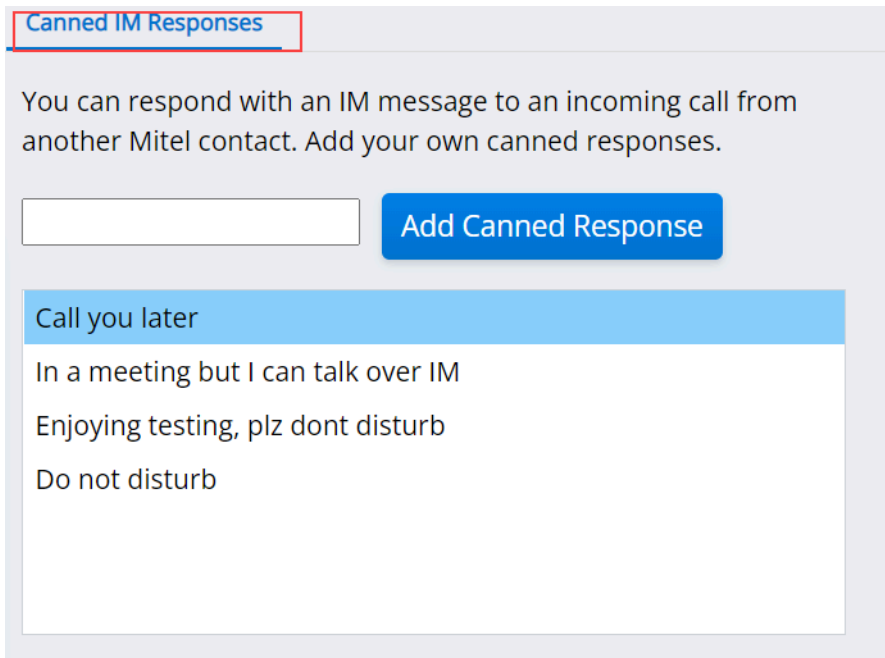 Canned IM Responses
You can respond with an IM message to an incoming call from
another Mitel contact. Add your own canned responses.
Add Canned Response
Call you later
In a meeting but I can talk over IM
Enjoying testing, plz dont disturb
Do not disturb